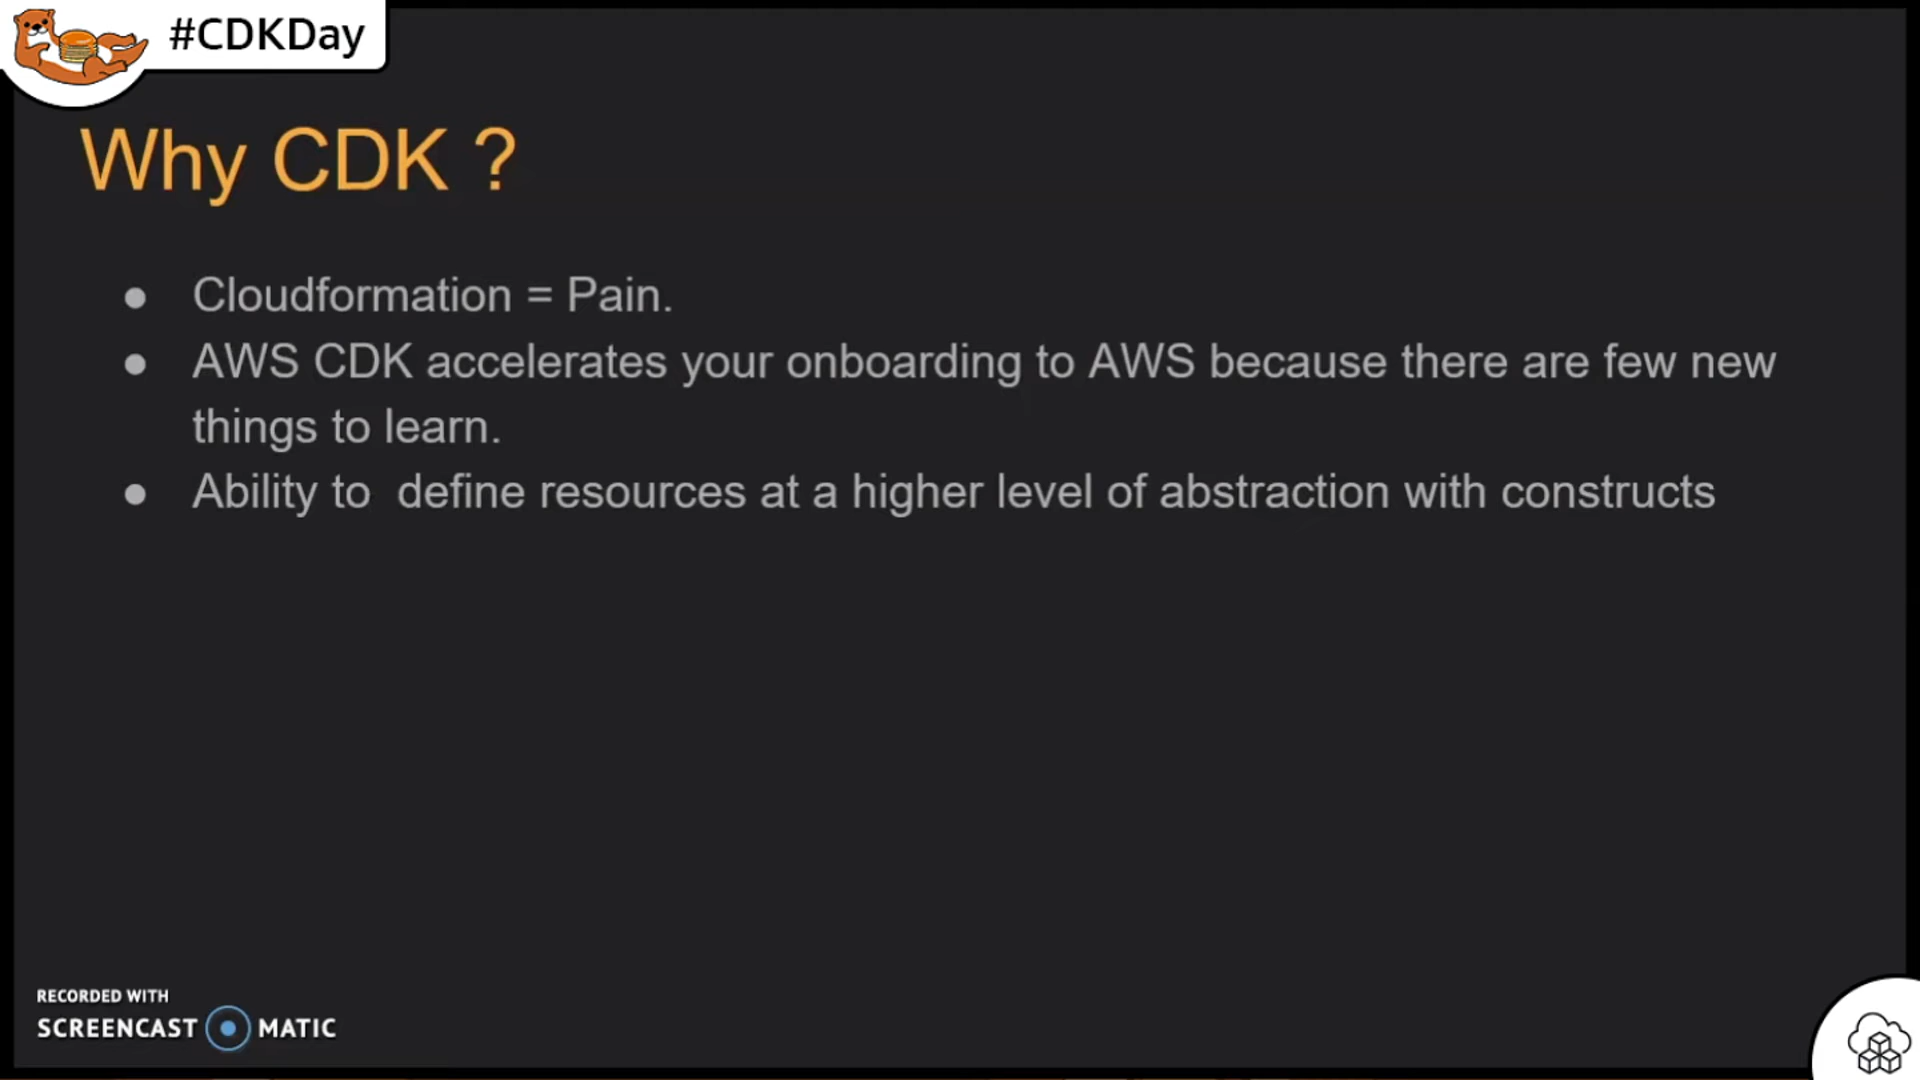 #CDKDay
Why CDK ?
● Cloudformation = Pain.
● AWS CDK accelerates your onboarding to AWS because there are few new
things to learn.
● Ability to  define resources at a higher level of abstraction with constructs
RECORDED WITH
SCREENCAST MATIC